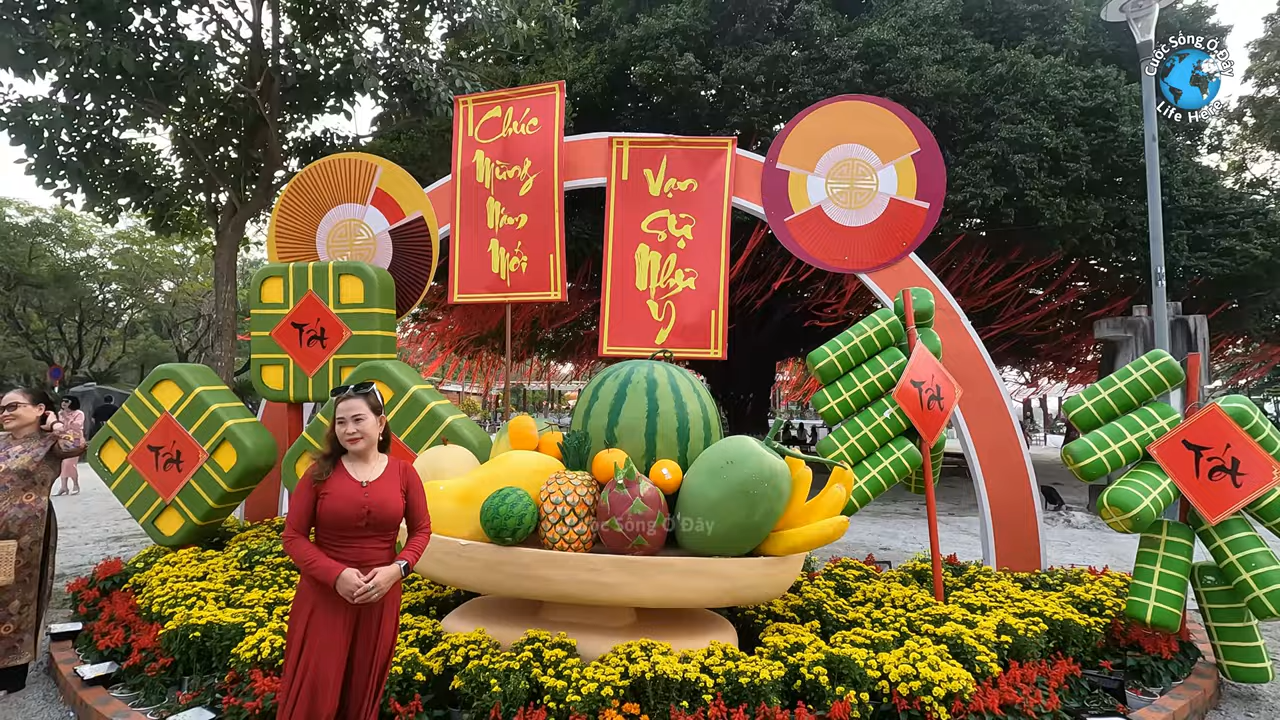 Cuộc Sống Ở Đây
Life Here
Chúc
Mừng
Năm
Mới
Vạn
Sự
Như
Ý
Tết
Tết
Tết
Tết
Cuộc Sống Ở Đây